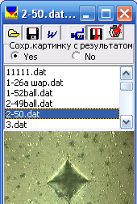 2-50.dat...
W
Сохр.картинку с результатом
Yes No
11111.dat
1-26a шар.dat
1-52ball.dat
2-49ball.dat
2-50.dat
3.dat